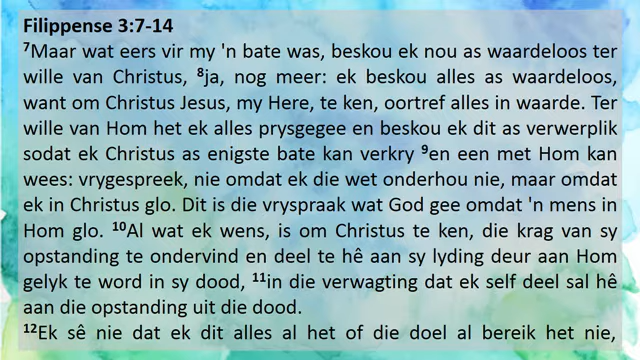 Filippense 3:7-14
⁷Maar wat eers vir my 'n bate was, beskou ek nou as waardeloos ter
wille van Christus, ⁸ja, nog meer: ek beskou alles as waardeloos,
want om Christus Jesus, my Here, te ken, oortref alles in waarde. Ter
wille van Hom het ek alles prysgegee en beskou ek dit as verwerplik
sodat ek Christus as enigste bate kan verkry ⁹en een met Hom kan
wees: vrygespreek, nie omdat ek die wet onderhou nie, maar omdat
ek in Christus glo. Dit is die vryspraak wat God gee omdat 'n mens in
Hom glo. ¹⁰Al wat ek wens, is om Christus te ken, die krag van sy
opstanding te ondervind en deel te hê aan sy lyding deur aan Hom
gelyk te word in sy dood, ¹¹in die verwagting dat ek self deel sal hê
aan die opstanding uit die dood.
¹²Ek sê nie dat ek dit alles al het of die doel al bereik het nie,